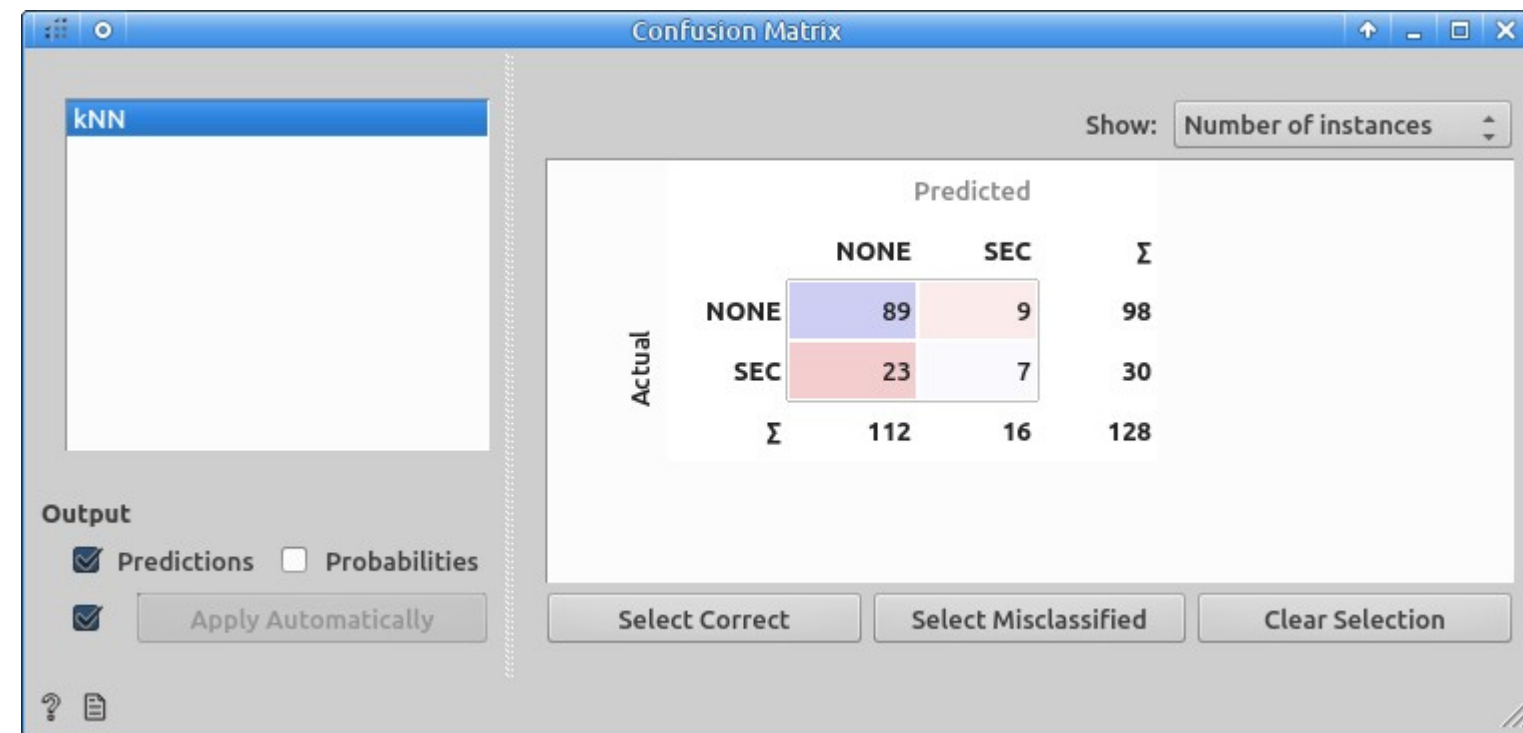 Confusion Matrix
kNN
Show: Number of instances
Predicted
NONE SEC Σ
Actual
NONE 89 9 98
SEC 23 7 30
Σ 112 16 128
Output
Predictions Probabilities
Apply Automatically
Select Correct Select Misclassified Clear Selection
?